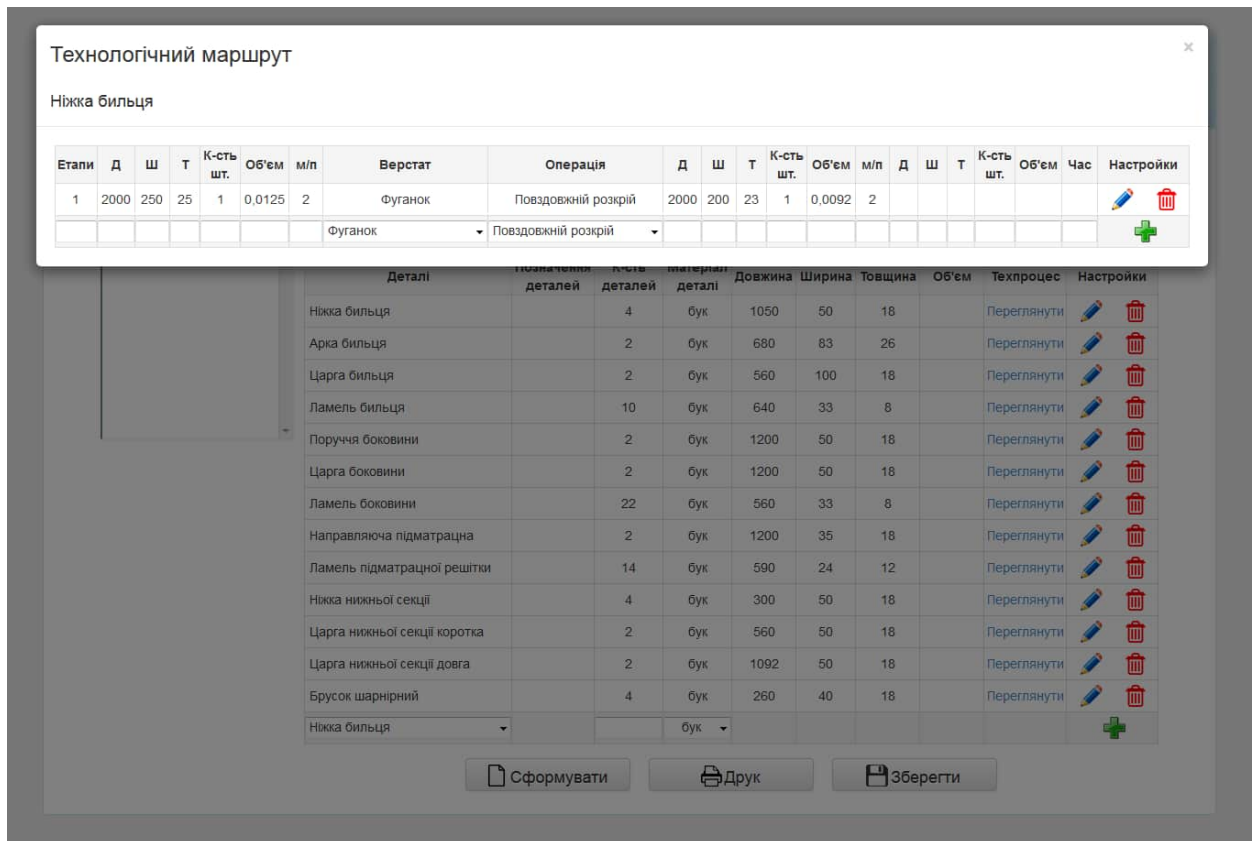 Технологічний маршрут
×
Ніжка бильця
Етапи Д Ш Т К-сть шт. Об'єм м/п Верстат Операція Д Ш Т К-сть шт. Об'єм м/п Д Ш Т К-сть шт. Об'єм Час Настройки
1 2000 250 25 1 0,0125 2 Фуганок Повздовжній розкрій 2000 200 23 1 0,0092 2
Фуганок Повздовжній розкрій
Деталі Позначення деталей К-сть деталей Матеріал деталі Довжина Ширина Товщина Об'єм Техпроцес Настройки
Ніжка бильця 4 бук 1050 50 18 Переглянути
Арка бильця 2 бук 680 83 26 Переглянути
Царга бильця 2 бук 560 100 18 Переглянути
Ламель бильця 10 бук 640 33 8 Переглянути
Поруччя боковини 2 бук 1200 50 18 Переглянути
Царга боковини 2 бук 1200 50 18 Переглянути
Ламель боковини 22 бук 560 33 8 Переглянути
Направляюча підматрацна 2 бук 1200 35 18 Переглянути
Ламель підматрацної решітки 14 бук 590 24 12 Переглянути
Ніжка нижньої секції 4 бук 300 50 18 Переглянути
Царга нижньої секції коротка 2 бук 560 50 18 Переглянути
Царга нижньої секції довга 2 бук 1092 50 18 Переглянути
Брусок шарнірний 4 бук 260 40 18 Переглянути
Ніжка бильця бук
Сформувати Друк Зберегти